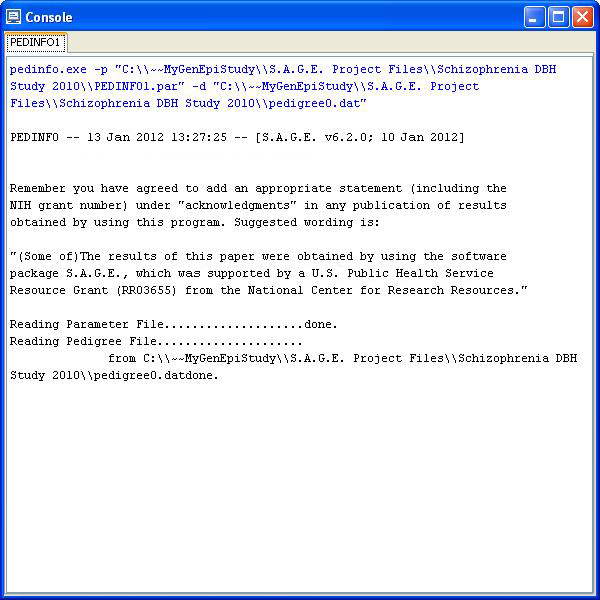 Console
PEDINFO1
pedinfo.exe -p "C:\\~~MyGenEpiStudy\\S.A.G.E. Project Files\\Schizophrenia DBH
Study 2010\\PEDINFO1.par" -d "C:\\~~MyGenEpiStudy\\S.A.G.E. Project
Files\\Schizophrenia DBH Study 2010\\pedigree0.dat"
PEDINFO -- 13 Jan 2012 13:27:25 -- [S.A.G.E. v6.2.0; 10 Jan 2012]
Remember you have agreed to add an appropriate statement (including the
NIH grant number) under "acknowledgments" in any publication of results
obtained by using this program. Suggested wording is:
"(Some of)The results of this paper were obtained by using the software
package S.A.G.E., which was supported by a U.S. Public Health Service
Resource Grant (RR03655) from the National Center for Research Resources."
Reading Parameter File....................done.
Reading Pedigree File.....................
from C:\\~~MyGenEpiStudy\\S.A.G.E. Project Files\\Schizophrenia DBH
Study 2010\\pedigree0.datdone.